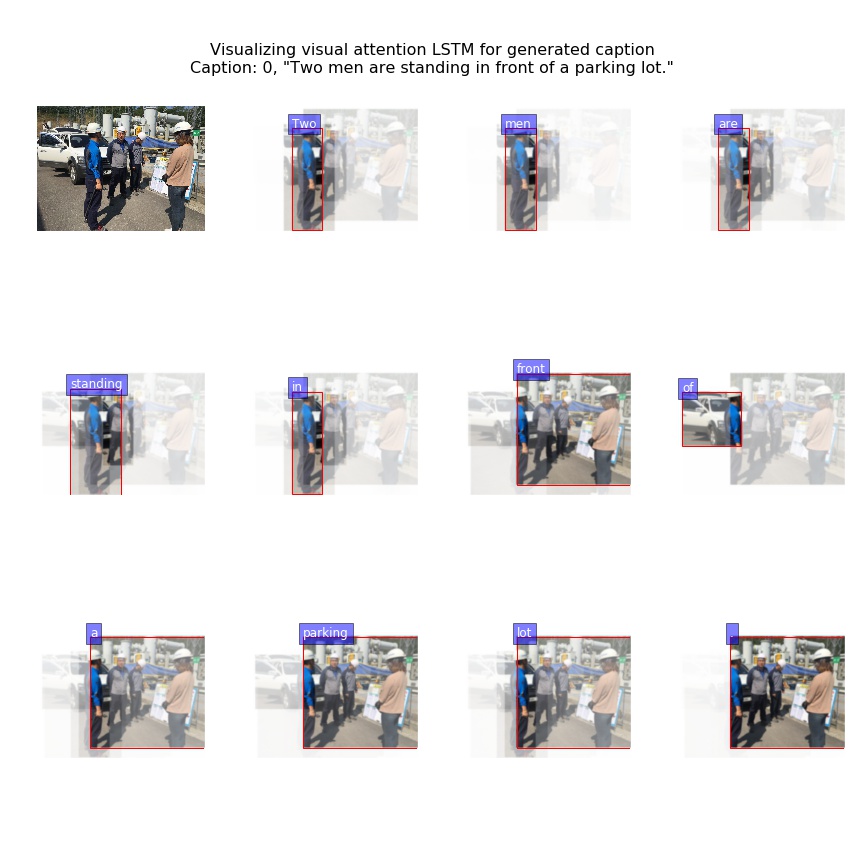 Visualizing visual attention LSTM for generated caption
Caption: 0, "Two men are standing in front of a parking lot."
Two
men
are
standing
in
front
of
a
parking
lot
.